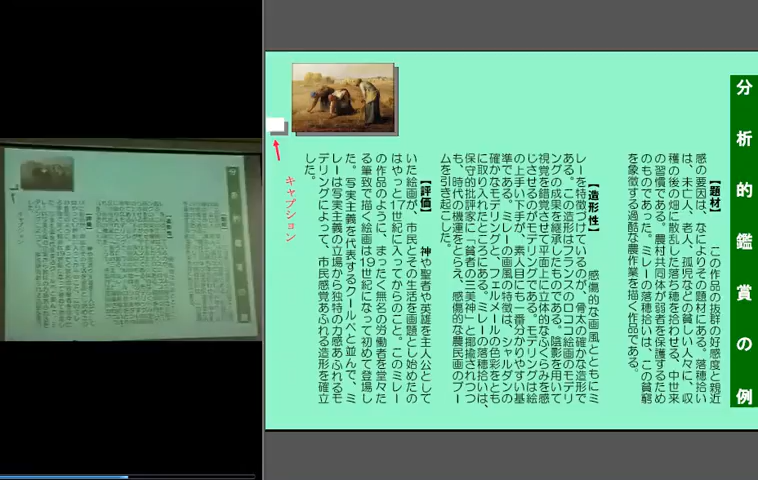 分析的鑑賞の例
【題材】　この作品の抜群の好感度と親近
感の要因は、なによりその題材にある。落穂拾い
は、未亡人、老人、孤児などの貧しい人々に、収
穫の後の畑に散乱した落ち穂を拾わせる、中世来
の習慣である。農村共同体が弱者を保護するため
のものであった。ミレーの落穂拾いは、この貧窮
を象徴する過酷な農作業を描く作品である。
【造形性】　感傷的な画風とともにミ
レーを特徴づけているのが、骨太の確かな造形で
ある。この造形はフランスのロココ絵画のモデリ
ングの成果を継承したものである。陰影を用いて
視覚を錯覚させて平面上に立体的なふくらみを感
じさせるのがモデリングである。モデリングは絵
の上手い下手が、素人目にも一番分かりやすい基
準である。ミレーの画風の特徴は、シャルダンの
確かなモデリングと、フェルメールの色彩をとも
に取り入れたところにある。ミレーの落穂拾いは、
保守的批評家に「貧者の三美神」と揶揄されつつ
も、時代の機運をとらえ、感傷的な農民画のブー
ムを引き起こした。
【評価】　神や聖者や英雄を主人公として
いた絵画が、市民とその生活を画題とし始めたの
はやっと17世紀に入ってからのこと。このミレー
の作品のように、まったく無名の労働者を堂々た
る筆致で描く絵画は19世紀になって初めて登場し
た。写実主義を代表するクールベと並んで、ミ
レーは写実主義の立場から独特の力感あふれるモ
デリングによって、市民感覚あふれる造形を確立
した。
キャプション